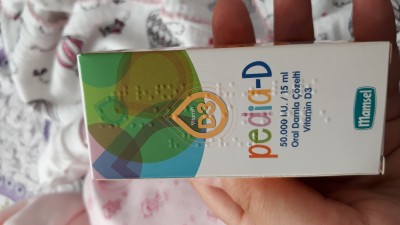 Vitamin
D3
pedia-D
50.000 I.U. / 15 ml
Oral Damla Çözelti
Vitamin D3
Mamsel